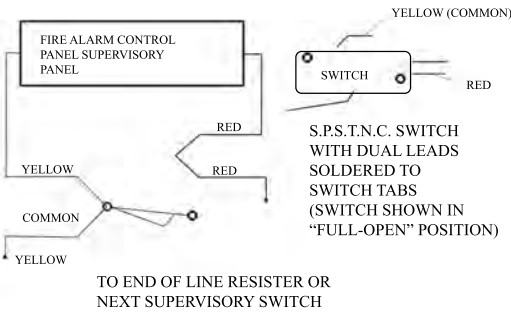 YELLOW (COMMON)
FIRE ALARM CONTROL
PANEL SUPERVISORY
PANEL
SWITCH
RED
RED
S.P.S.T.N.C. SWITCH
WITH DUAL LEADS
SOLDERED TO
SWITCH TABS
(SWITCH SHOWN IN
“FULL-OPEN” POSITION)
YELLOW
RED
COMMON
YELLOW
TO END OF LINE RESISTER OR
NEXT SUPERVISORY SWITCH